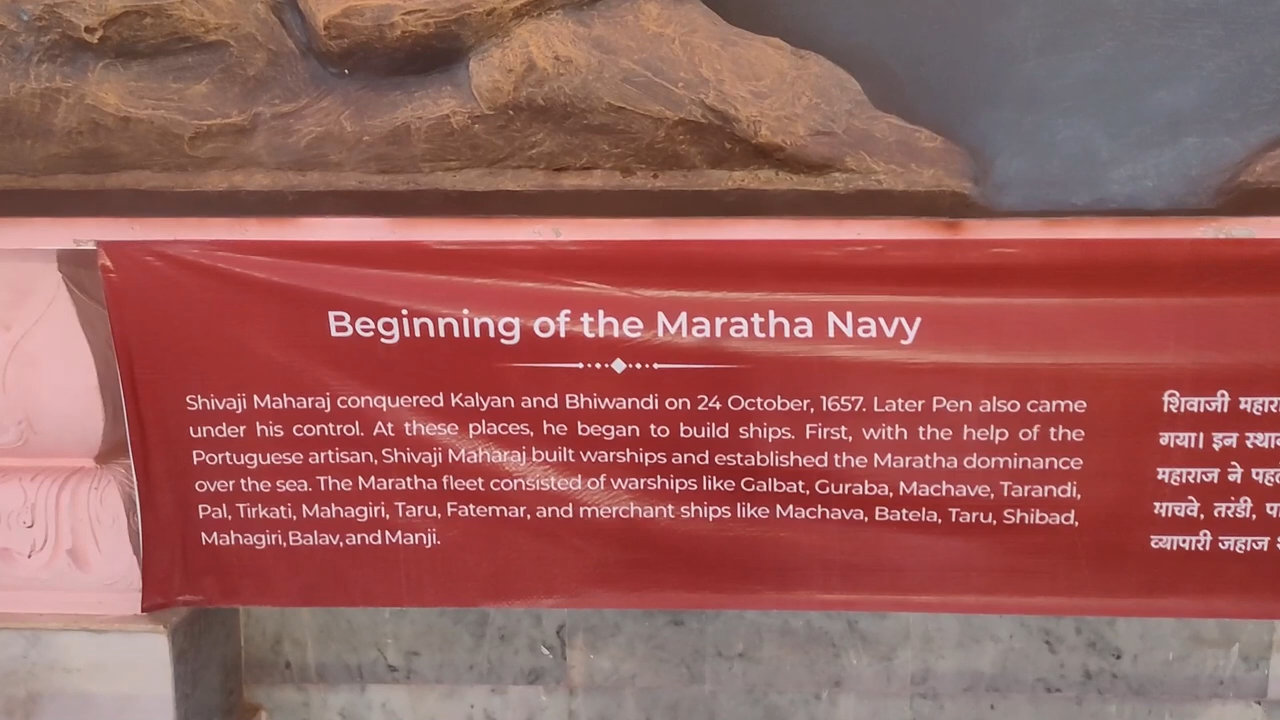 Beginning of the Maratha Navy
Shivaji Maharaj conquered Kalyan and Bhiwandi on 24 October, 1657. Later Pen also came
under his control. At these places, he began to build ships. First, with the help of the
Portuguese artisan, Shivaji Maharaj built warships and established the Maratha dominance
over the sea. The Maratha fleet consisted of warships like Galbat, Guraba, Machave, Tarandi,
Pal, Tirkati, Mahagiri, Taru, Fatemar, and merchant ships like Machava, Batela, Taru, Shibad,
Mahagiri, Balav, and Manji.
शिवाजी
गया। इन
महाराज ने
माचवे, तरंडी,
व्यापारी जहाज